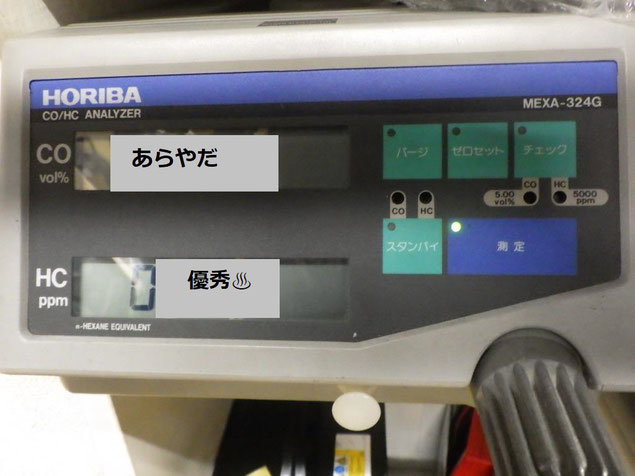 HORIBA
CO/HC ANALYZER
MEXA-324G
CO
vol%
あらやだ
パージ
ゼロセット
チェック
CO
HC
5.00
vol%
CO
HC
5000
ppm
HC
ppm
0
優秀♨
スタンバイ
測定
n-HEXANE EQUIVALENT